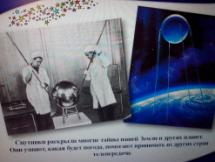 Спутники раскрыли многие тайны нашей Земли и других планет.
Они узнают, какая будет погода, помогают принимать из других стран
телепередачи.